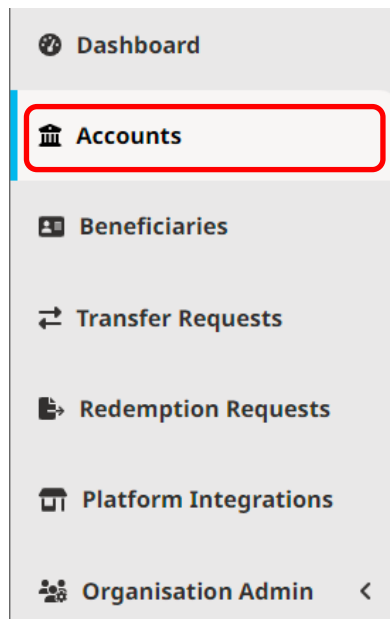 Dashboard
Accounts
Beneficiaries
Transfer Requests
Redemption Requests
Platform Integrations
Organisation Admin